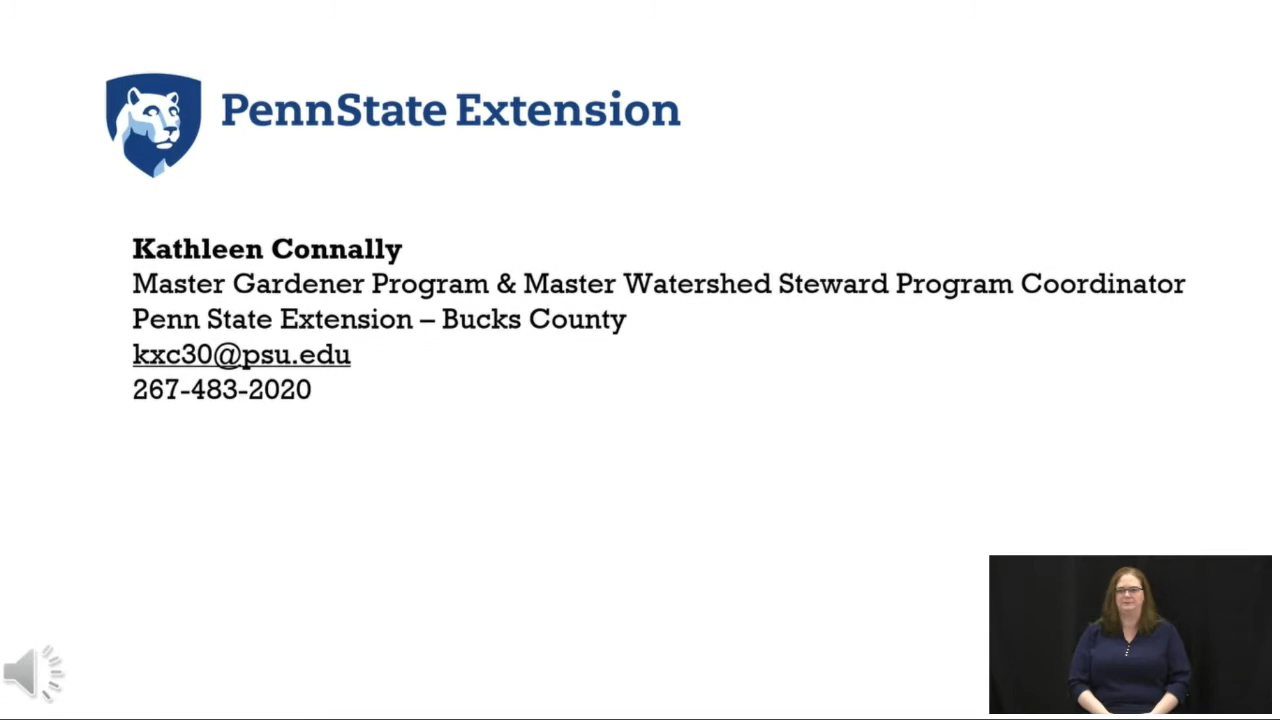 PennState Extension
Kathleen Connally
Master Gardener Program & Master Watershed Steward Program Coordinator
Penn State Extension – Bucks County
kxc30@psu.edu
267-483-2020